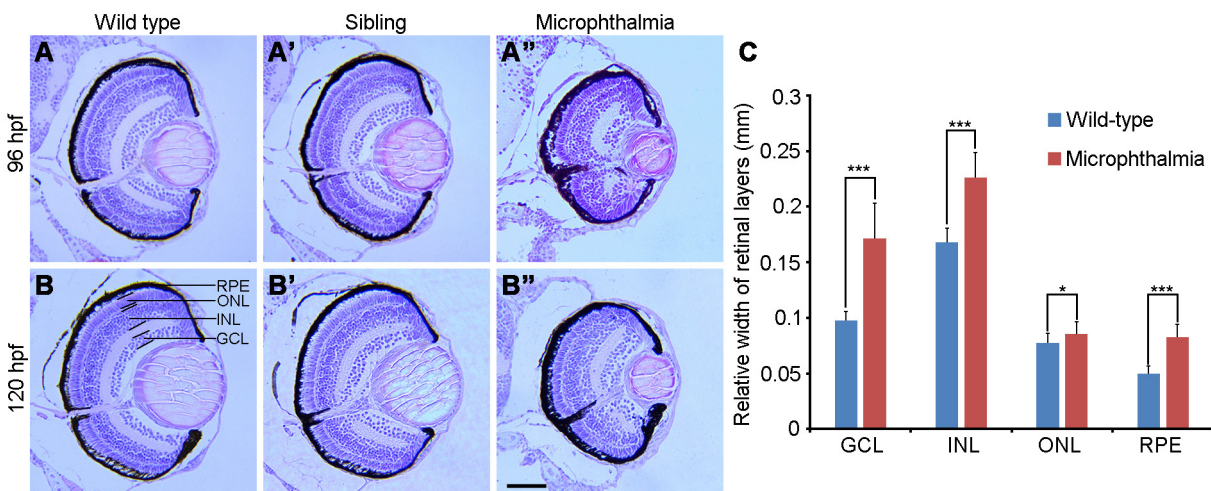 Wild type Sibling Microphthalmia
A A' A" C
96 hpf
B B' B"
RPE
ONL
INL
GCL
120 hpf
Relative width of retinal layers (mm)
0.3
0.25
0.2
0.15
0.1
0.05
0
Wild-type
Microphthalmia
*** *** * ***
GCL INL ONL RPE